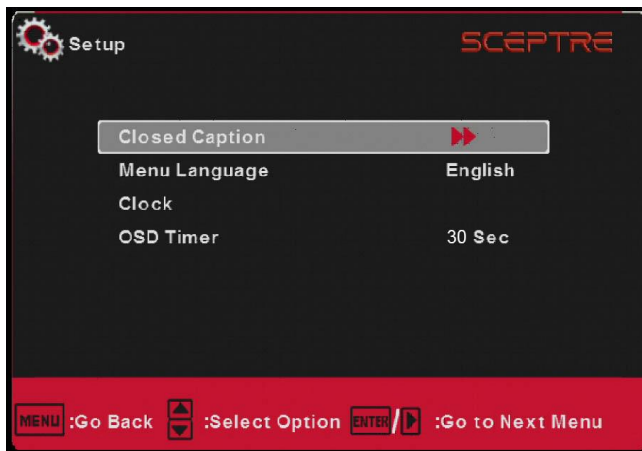 Setup
SCEPTRE
Closed Caption
Menu Language English
Clock
OSD Timer 30 Sec
MENU :Go Back :Select Option ENTER/ :Go to Next Menu